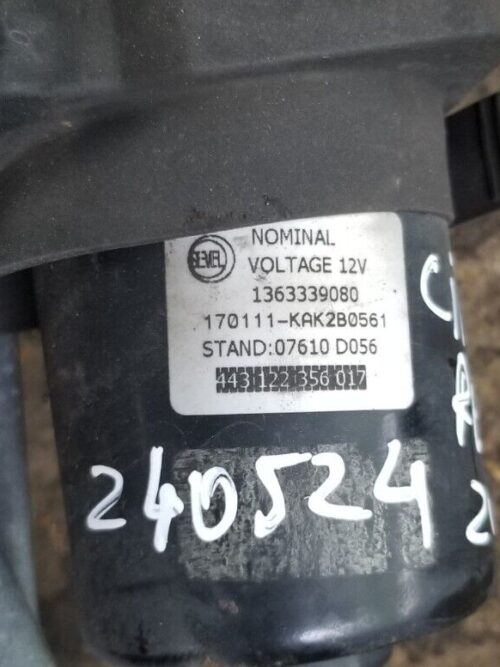 SEVEL
NOMINAL
VOLTAGE 12V
1363339080
170111-KAK2B0561
STAND:07610 D056
443 122 356 017
240524